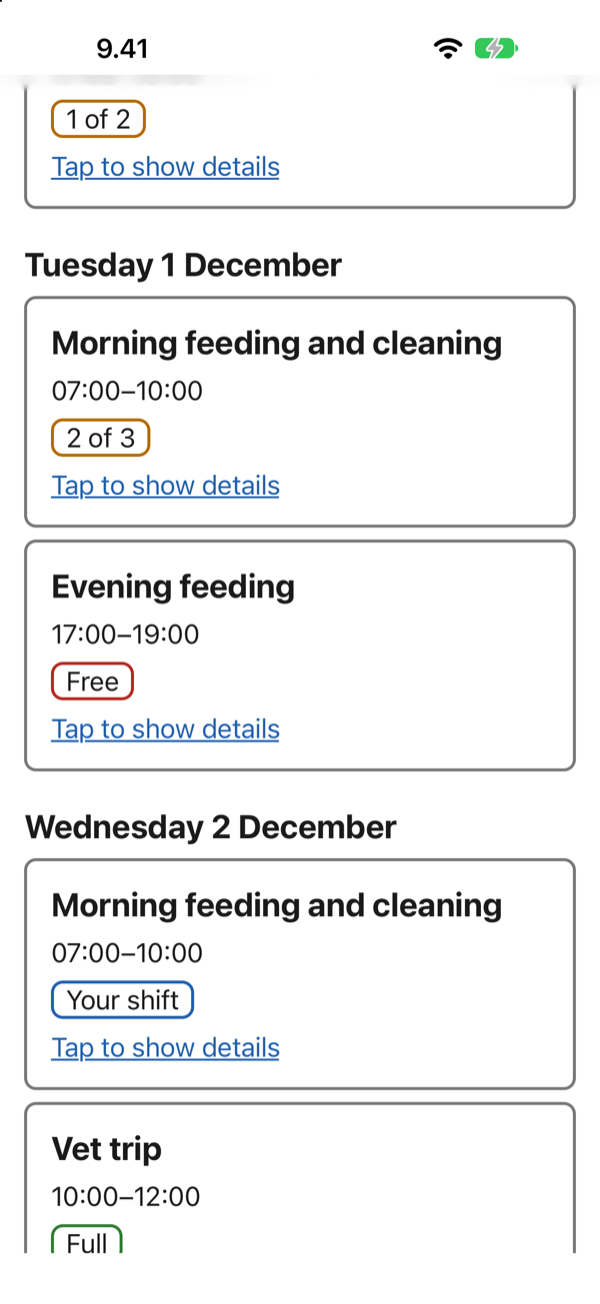 9.41
1 of 2
Tap to show details
Tuesday 1 December
Morning feeding and cleaning
07:00–10:00
2 of 3
Tap to show details
Evening feeding
17:00–19:00
Free
Tap to show details
Wednesday 2 December
Morning feeding and cleaning
07:00–10:00
Your shift
Tap to show details
Vet trip
10:00–12:00
Full